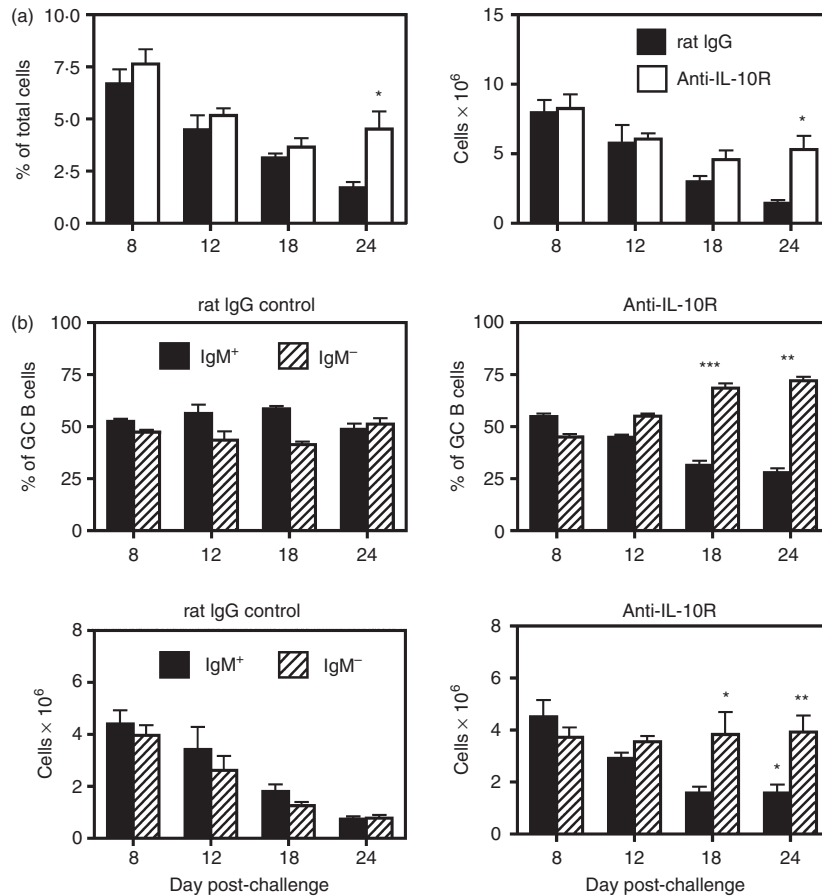 (a)
10·0
7·5
5·0
2·5
0·0
% of total cells
*
8 12 18 24
15
10
5
0
Cells × 10⁶
rat IgG
Anti-IL-10R
*
8 12 18 24
(b)
rat IgG control
100
75
50
25
0
% of GC B cells
IgM⁺ IgM⁻
8 12 18 24
Anti-IL-10R
100
75
50
25
0
% of GC B cells
*** **
8 12 18 24
rat IgG control
8
6
4
2
0
Cells × 10⁶
IgM⁺ IgM⁻
8 12 18 24
Day post-challenge
Anti-IL-10R
8
6
4
2
0
Cells × 10⁶
* **
*
8 12 18 24
Day post-challenge